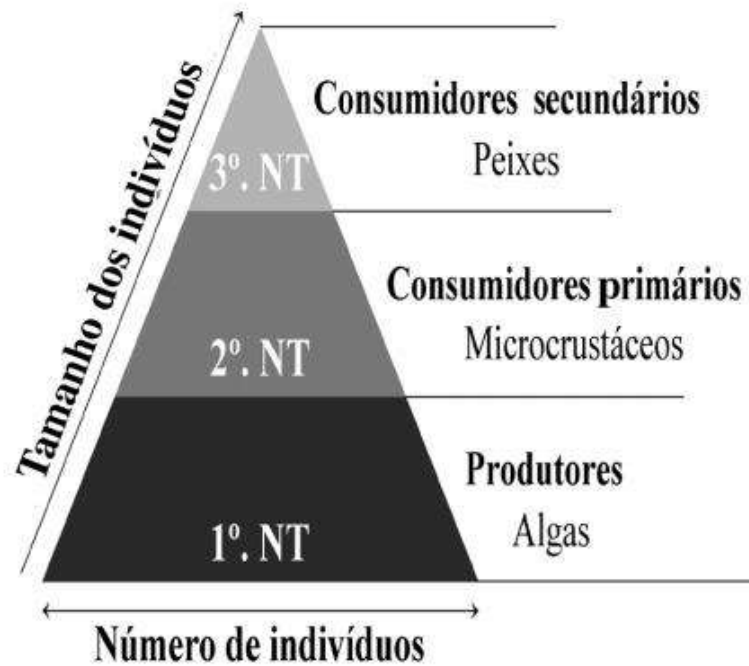 Tamanho dos indivíduos
Consumidores secundários
Peixes
3º. NT
Consumidores primários
Microcrustáceos
2º. NT
Produtores
Algas
1º. NT
Número de indivíduos